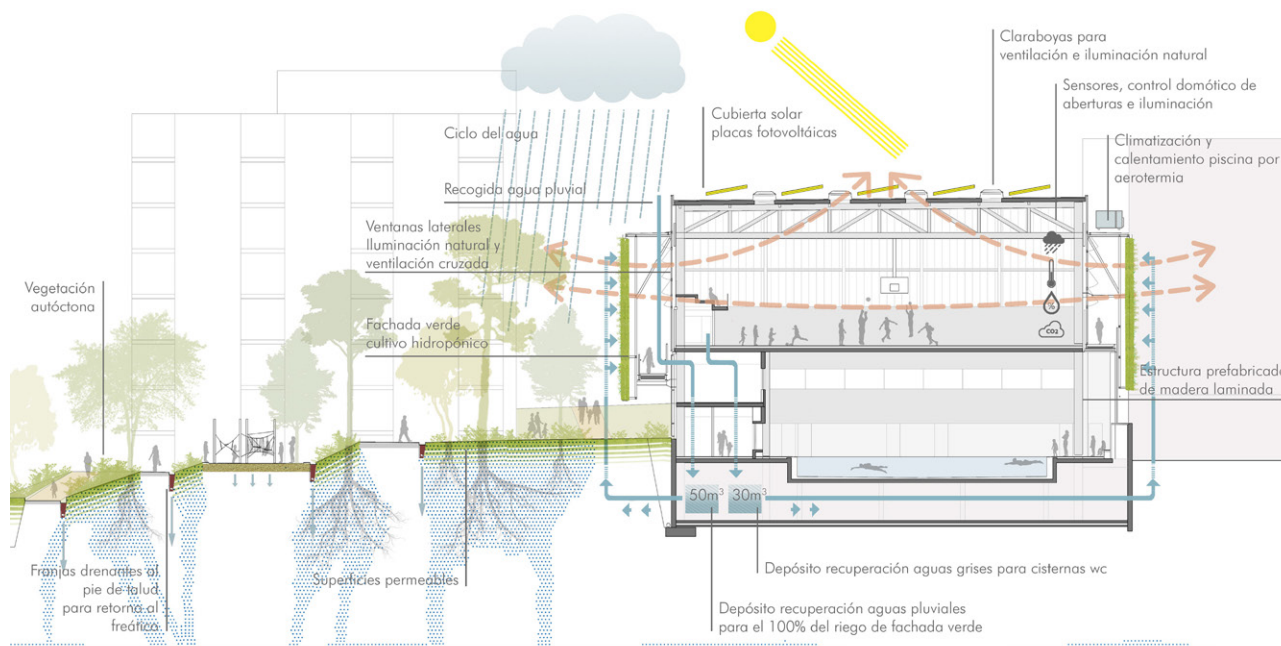 Claraboyas para
ventilación e iluminación natural
Sensores, control domótico de
aberturas e iluminación
Cubierta solar
placas fotovoltáicas
Climatización y
calentamiento piscina por
aerotermia
Ciclo del agua
Recogida agua pluvial
Ventanas laterales
Iluminación natural y
ventilación cruzada
Vegetación
autóctona
Fachada verde
cultivo hidropónico
%
CO2
Estructura prefabricada
de madera laminada
50m³
30m³
Franjas drenantes al
pie de talud
para retorno al
freático
Superficies permeables
Depósito recuperación aguas grises para cisternas wc
Depósito recuperación aguas pluviales
para el 100% del riego de fachada verde